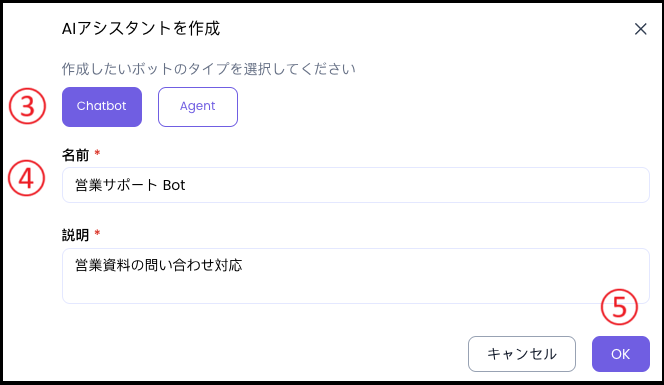 AIアシスタントを作成
作成したいボットのタイプを選択してください
③ Chatbot Agent
名前 *
④ 営業サポート Bot
説明 *
営業資料の問い合わせ対応
⑤
キャンセル OK